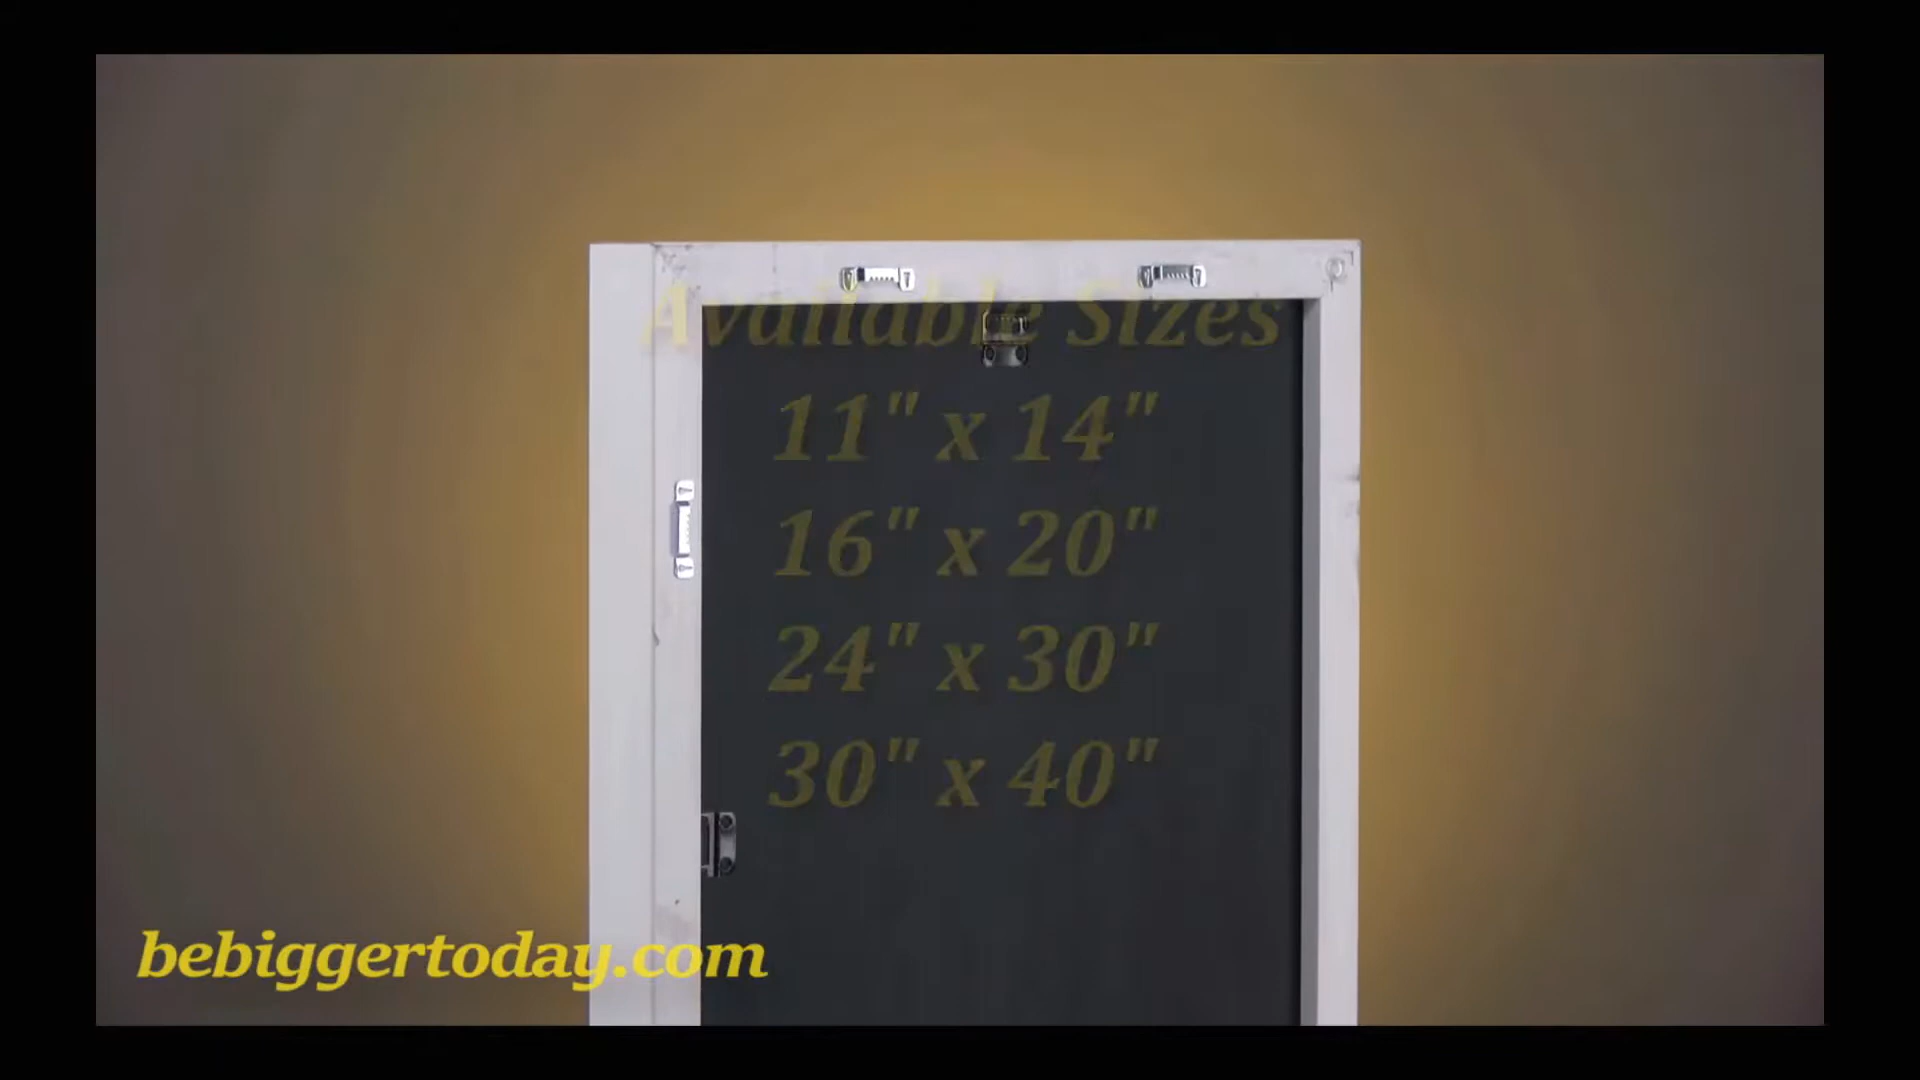 Available Sizes
11" x 14"
16" x 20"
24" x 30"
30" x 40"
bebiggertoday.com